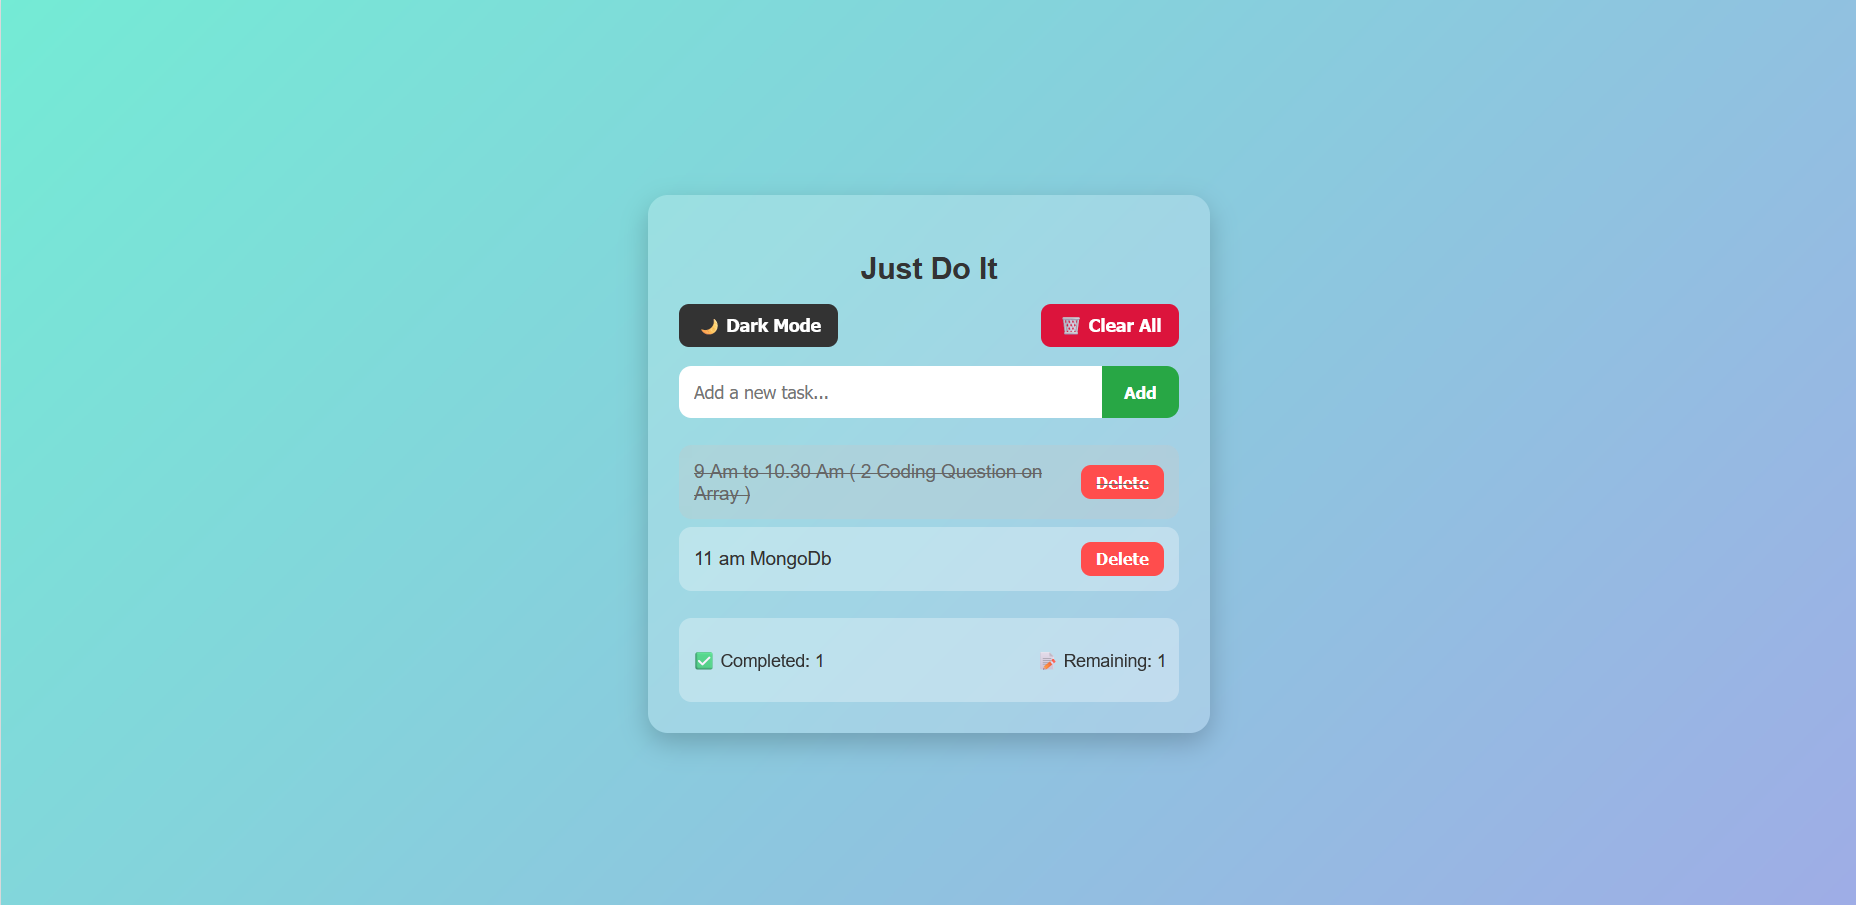 Just Do It
🌙 Dark Mode
🗑️ Clear All
Add a new task...
Add
9 Am to 10.30 Am ( 2 Coding Question on
Array )
Delete
11 am MongoDb
Delete
✅ Completed: 1
📝 Remaining: 1